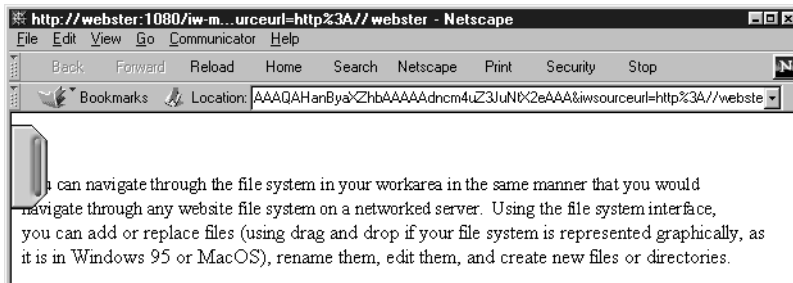 http://webster:1080/iw-m...urceurl=http%3A//webster - Netscape
File Edit View Go Communicator Help
Back Forward Reload Home Search Netscape Print Security Stop N
Bookmarks Location: AAAQAHanByaXZhbAAAAAdncm4uZ3JuNtX2eAAA&iwsourceurl=http%3A//webste
can navigate through the file system in your workarea in the same manner that you would
navigate through any website file system on a networked server. Using the file system interface,
you can add or replace files (using drag and drop if your file system is represented graphically, as
it is in Windows 95 or MacOS), rename them, edit them, and create new files or directories.